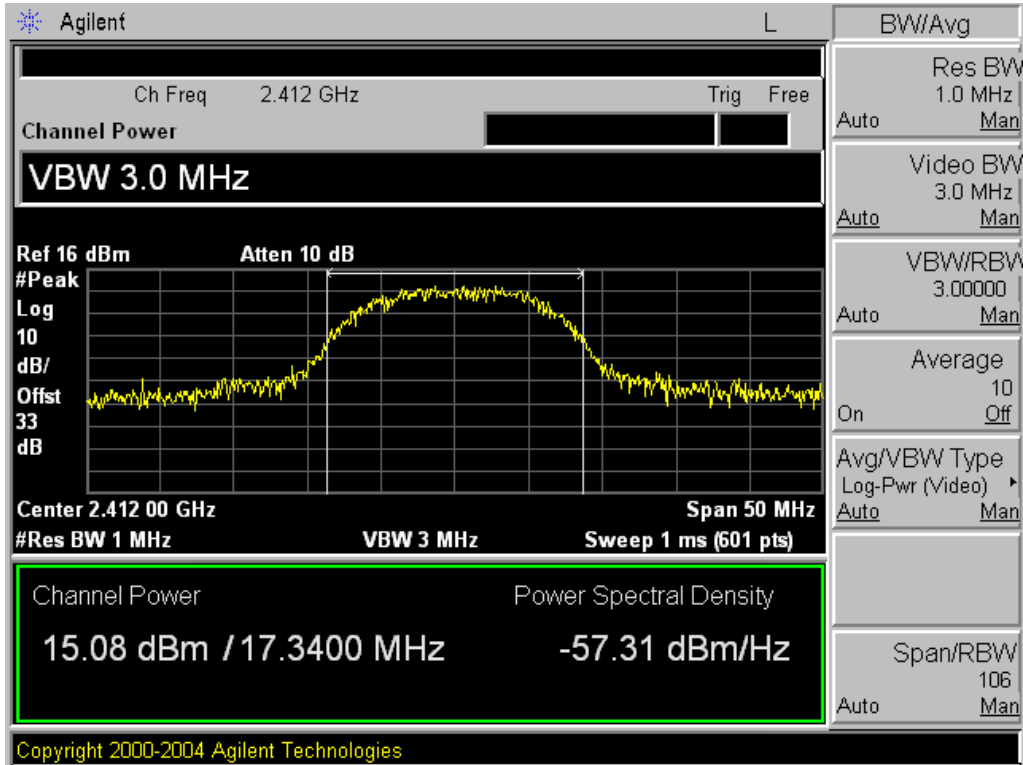 Agilent L
Ch Freq 2.412 GHz Trig Free
Channel Power
VBW 3.0 MHz
Ref 16 dBm Atten 10 dB
#Peak
Log
10
dB/
Offst
33
dB
Center 2.412 00 GHz Span 50 MHz
#Res BW 1 MHz VBW 3 MHz Sweep 1 ms (601 pts)
Channel Power Power Spectral Density
15.08 dBm / 17.3400 MHz -57.31 dBm/Hz
Copyright 2000-2004 Agilent Technologies
BW/Avg
Res BW
1.0 MHz
Auto Man
Video BW
3.0 MHz
Auto Man
VBW/RBW
3.00000
Auto Man
Average
10
On Off
Avg/VBW Type
Log-Pwr (Video)
Auto Man
Span/RBW
106
Auto Man